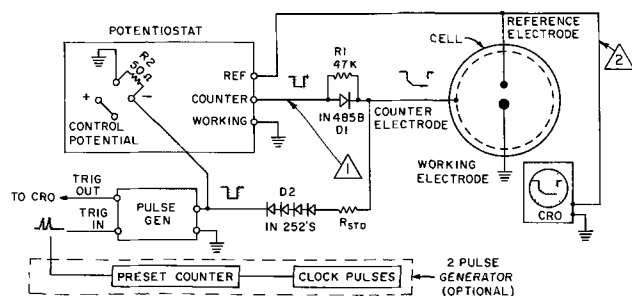 POTENTIOSTAT
R2
50Ω
+
-
CONTROL
POTENTIAL
REF
COUNTER
WORKING
R1
47K
IN485B
D1
1
CELL
REFERENCE
ELECTRODE
2
COUNTER
ELECTRODE
WORKING
ELECTRODE
CRO
TO CRO
TRIG
OUT
TRIG
IN
PULSE
GEN
D2
IN 252'S
RSTD
PRESET COUNTER
CLOCK PULSES
2 PULSE
GENERATOR
(OPTIONAL)